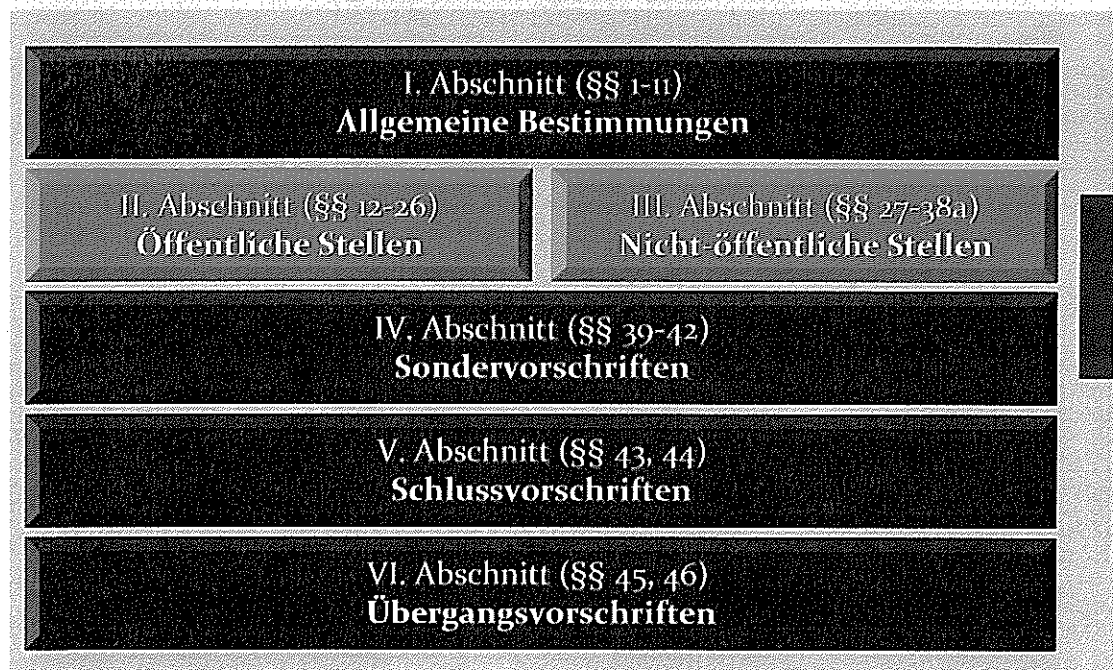 I. Abschnitt (§§ 1-11)
Allgemeine Bestimmungen
II. Abschnitt (§§ 12-26)
Öffentliche Stellen
III. Abschnitt (§§ 27-38a)
Nicht-öffentliche Stellen
IV. Abschnitt (§§ 39-42)
Sondervorschriften
V. Abschnitt (§§ 43, 44)
Schlussvorschriften
VI. Abschnitt (§§ 45, 46)
Übergangsvorschriften